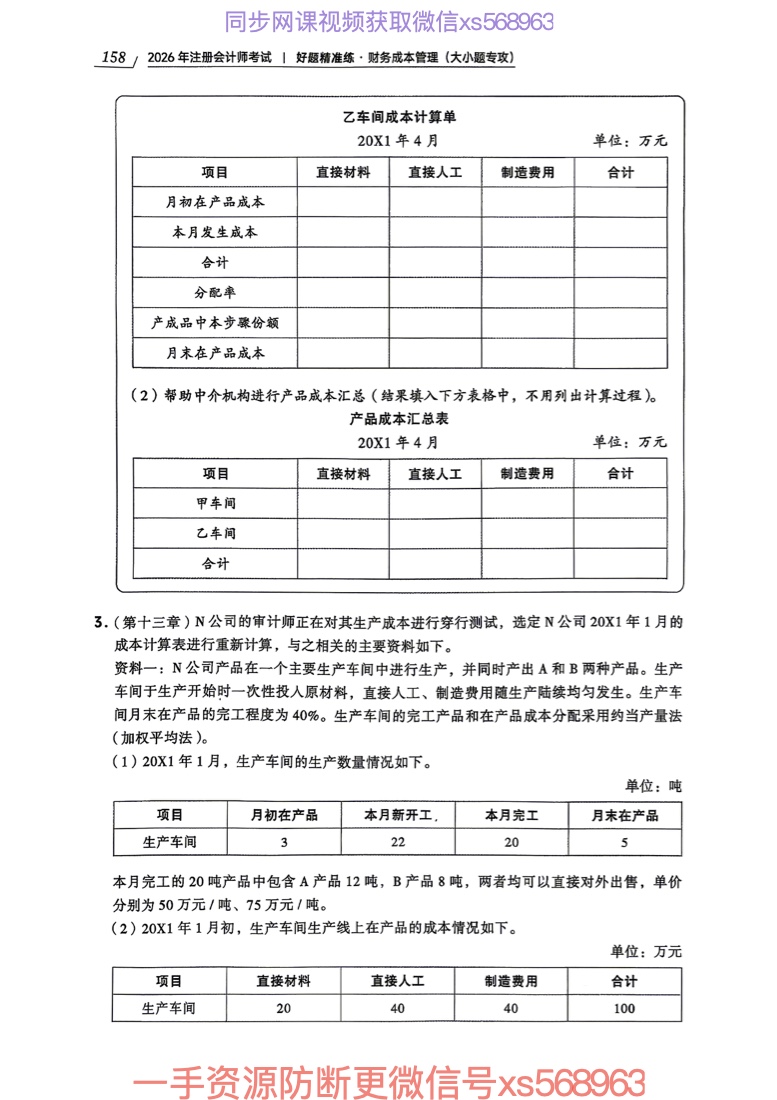 同步网课视频获取微信xs568963
158 / 2026年注册会计师考试 | 好题精准练·财务成本管理(大小题专攻)
乙车间成本计算单
20X1年4月 单位:万元
项目 直接材料 直接人工 制造费用 合计
月初在产品成本
本月发生成本
合计
分配率
产成品中本步骤份额
月末在产品成本
(2)帮助中介机构进行产品成本汇总(结果填入下方表格中,不用列出计算过程)。
产品成本汇总表
20X1年4月 单位:万元
项目 直接材料 直接人工 制造费用 合计
甲车间
乙车间
合计
3.(第十三章)N公司的审计师正在对其生产成本进行穿行测试,选定N公司20X1年1月的
成本计算表进行重新计算,与之相关的主要资料如下。
资料一:N公司产品在一个主要生产车间中进行生产,并同时产出A和B两种产品。生产
车间于生产开始时一次性投入原材料,直接人工、制造费用随生产陆续均匀发生。生产车
间月末在产品的完工程度为40%。生产车间的完工产品和在产品成本分配采用约当产量法
(加权平均法)。
(1)20X1年1月,生产车间的生产数量情况如下。
单位:吨
项目 月初在产品 本月新开工 本月完工 月末在产品
生产车间 3 22 20 5
本月完工的20吨产品中包含A产品12吨,B产品8吨,两者均可以直接对外出售,单价
分别为50万元/吨、75万元/吨。
(2)20X1年1月初,生产车间生产线上在产品的成本情况如下。
单位:万元
项目 直接材料 直接人工 制造费用 合计
生产车间 20 40 40 100
一手资源防断更微信号xs568963